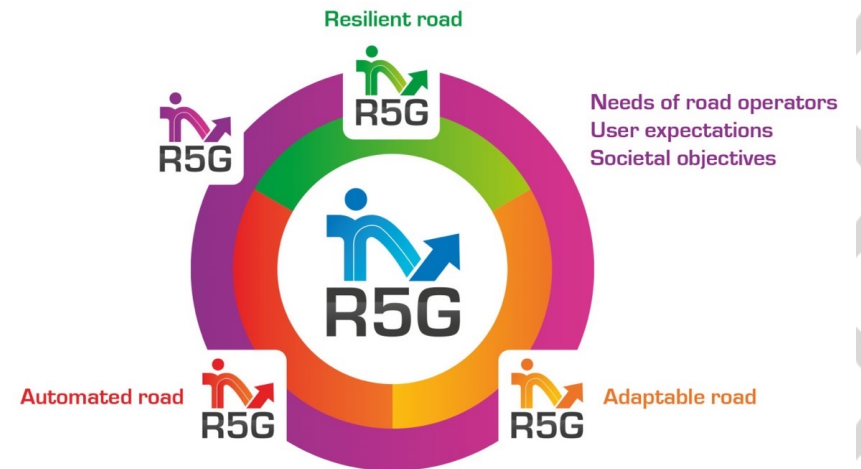 Resilient road
R5G
R5G
Needs of road operators
User expectations
Societal objectives
R5G
Automated road
R5G
R5G
Adaptable road